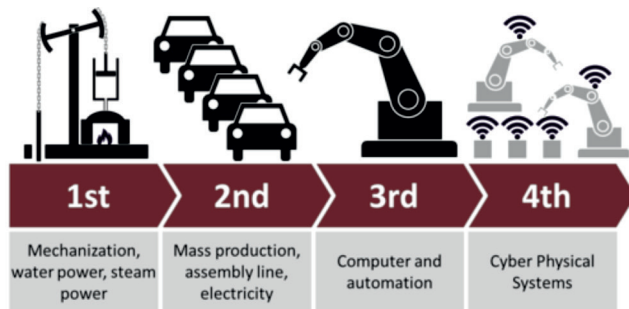 1st
2nd
3rd
4th
Mechanization,
water power, steam
power
Mass production,
assembly line,
electricity
Computer and
automation
Cyber Physical
Systems